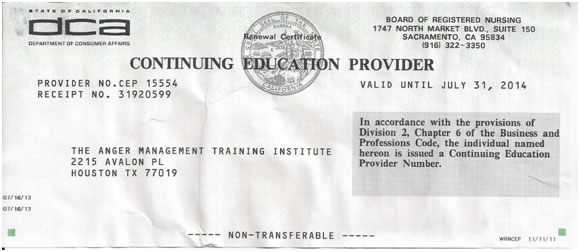 STATE OF CALIFORNIA
dca
DEPARTMENT OF CONSUMER AFFAIRS
Renewal Certificate
BOARD OF REGISTERED NURSING
1747 NORTH MARKET BLVD., SUITE 150
SACRAMENTO, CA 95834
(916) 322-3350
CONTINUING EDUCATION PROVIDER
PROVIDER NO.CEP 15554
RECEIPT NO. 31920599
VALID UNTIL JULY 31, 2014
In accordance with the provisions of
Division 2, Chapter 6 of the Business and
Professions Code, the individual named
hereon is issued a Continuing Education
Provider Number.
THE ANGER MANAGEMENT TRAINING INSTITUTE
2215 AVALON PL
HOUSTON TX 77019
07/16/13
07/16/13
----- NON-TRANSFERABLE -----
WRNCEP 11/11/11